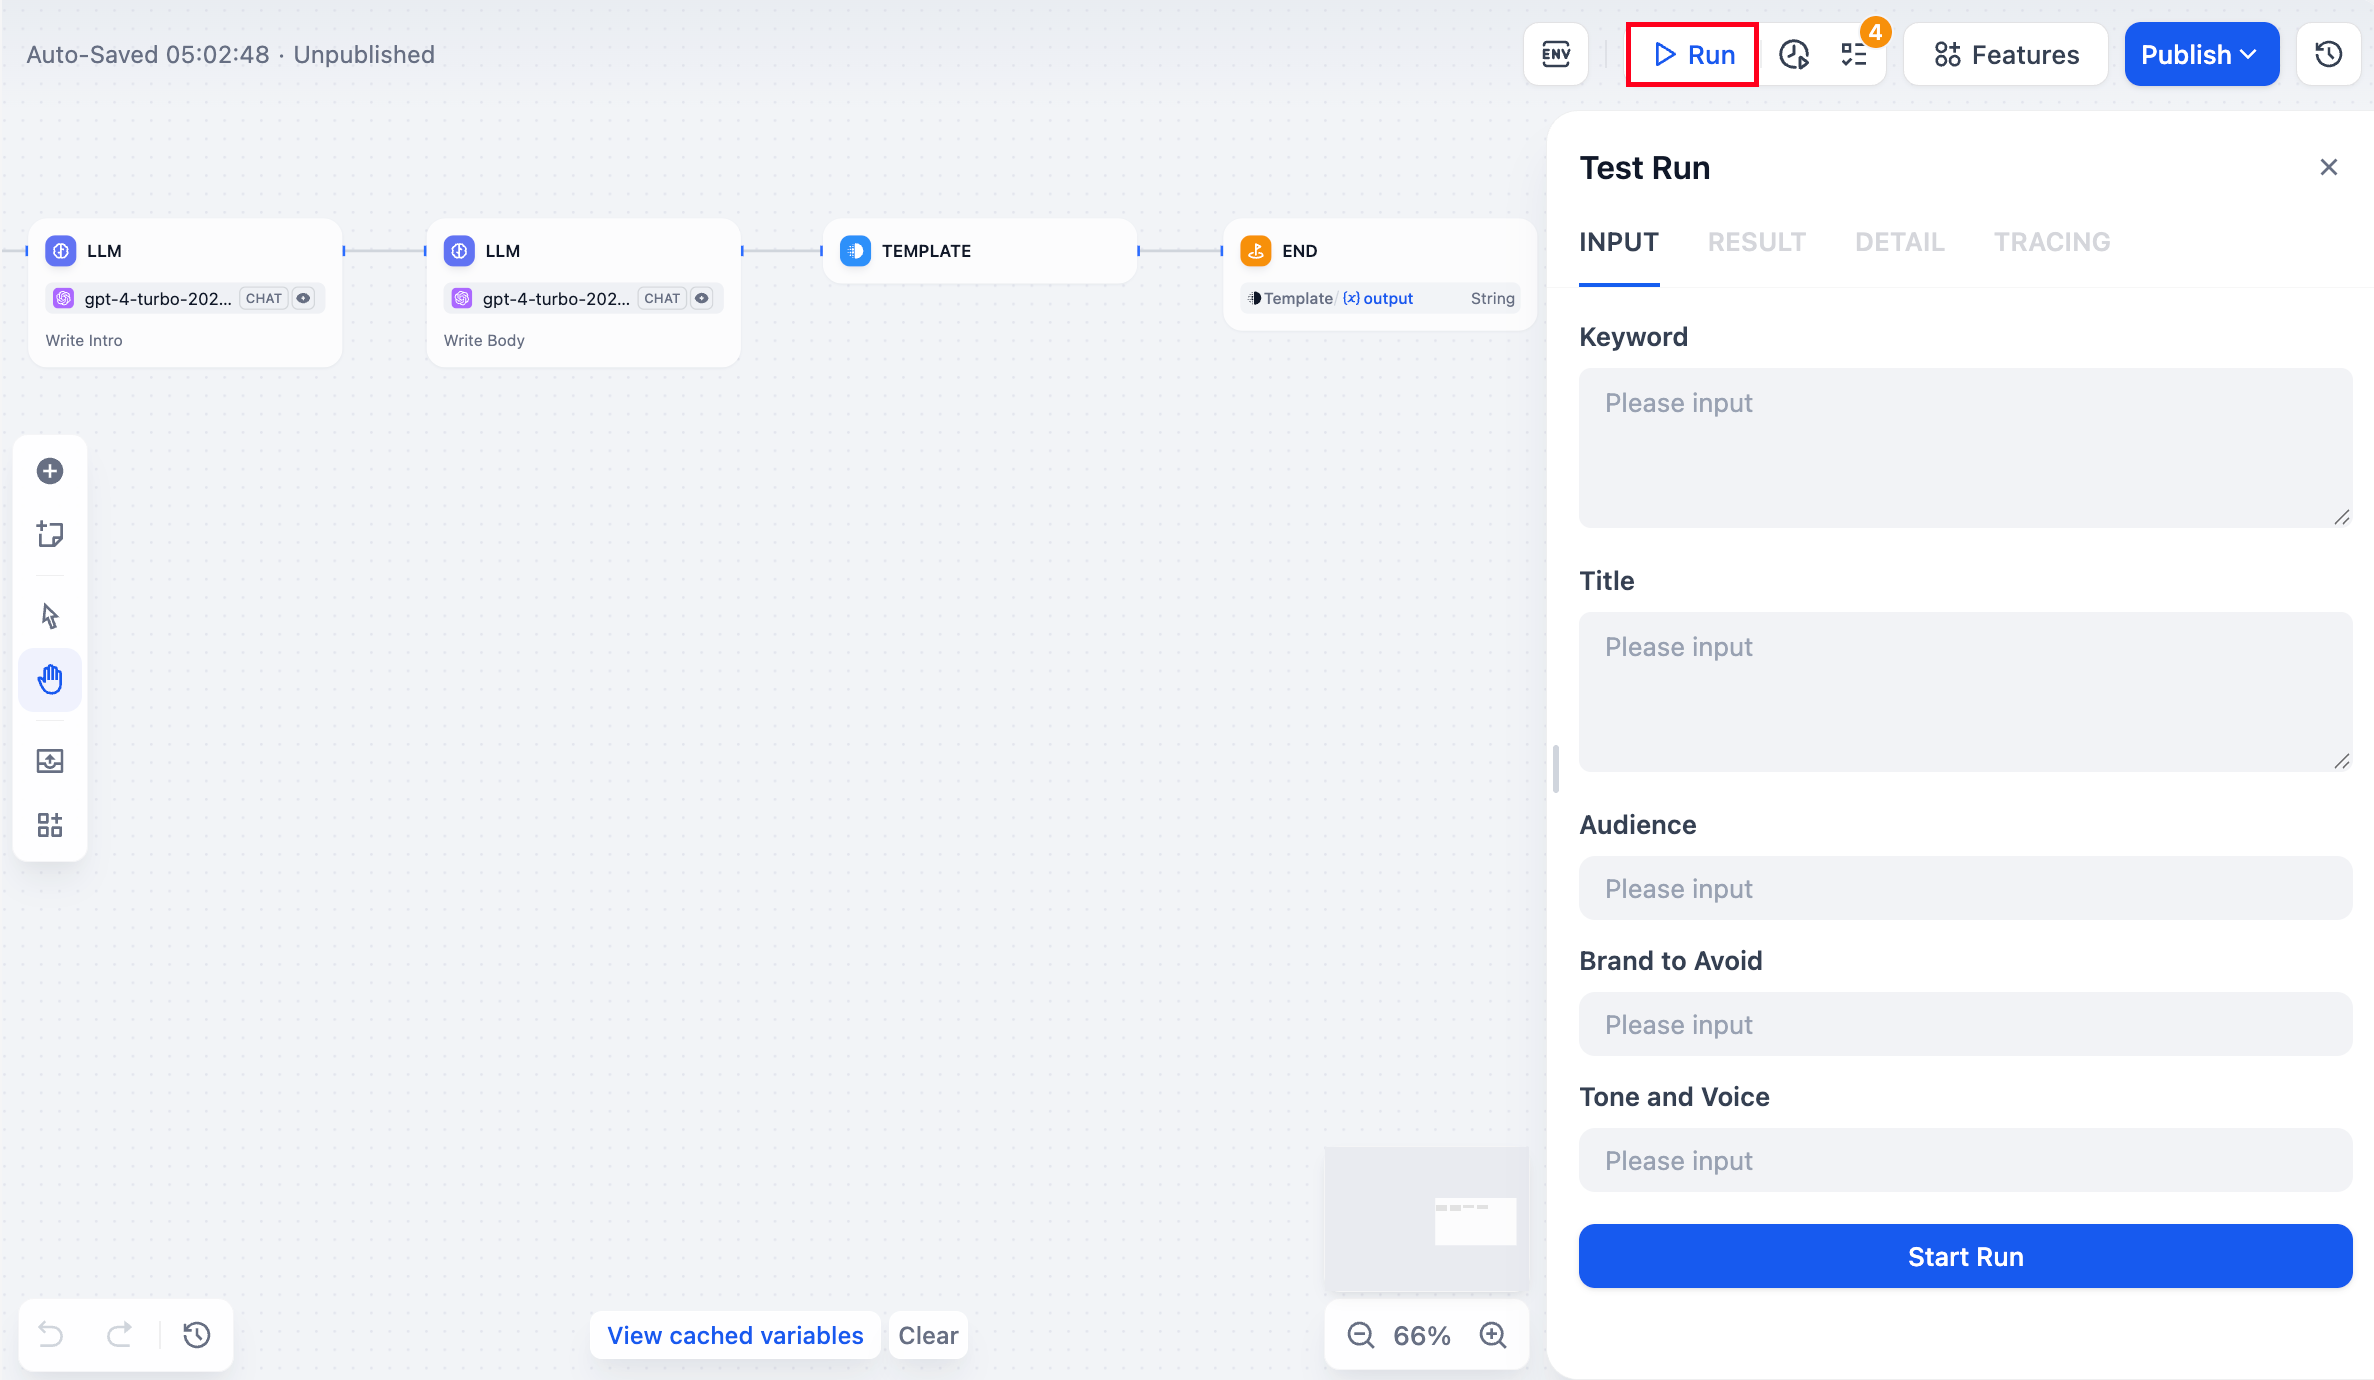 Auto-Saved 05:02:48 · Unpublished
ENV
Run
4
Features
Publish
LLM
gpt-4-turbo-202... CHAT
Write Intro
LLM
gpt-4-turbo-202... CHAT
Write Body
TEMPLATE
END
Template/ {x} output String
Test Run
INPUT RESULT DETAIL TRACING
Keyword
Please input
Title
Please input
Audience
Please input
Brand to Avoid
Please input
Tone and Voice
Please input
Start Run
View cached variables Clear
66%